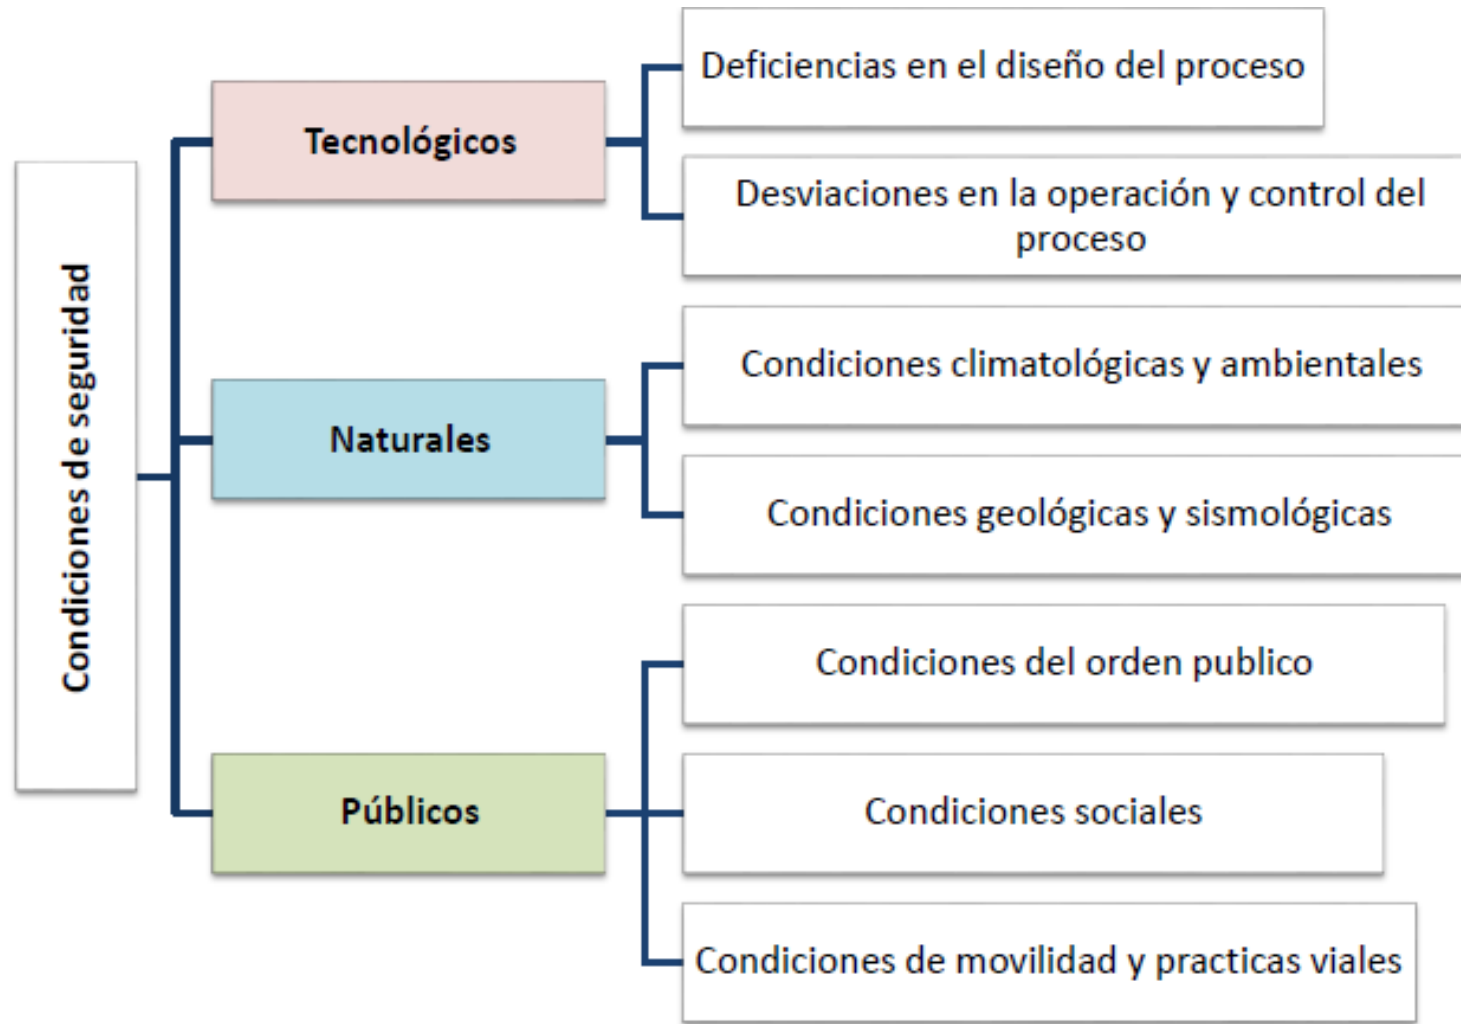 Condiciones de seguridad
Tecnológicos
Deficiencias en el diseño del proceso
Desviaciones en la operación y control del
proceso
Naturales
Condiciones climatológicas y ambientales
Condiciones geológicas y sismológicas
Públicos
Condiciones del orden publico
Condiciones sociales
Condiciones de movilidad y practicas viales